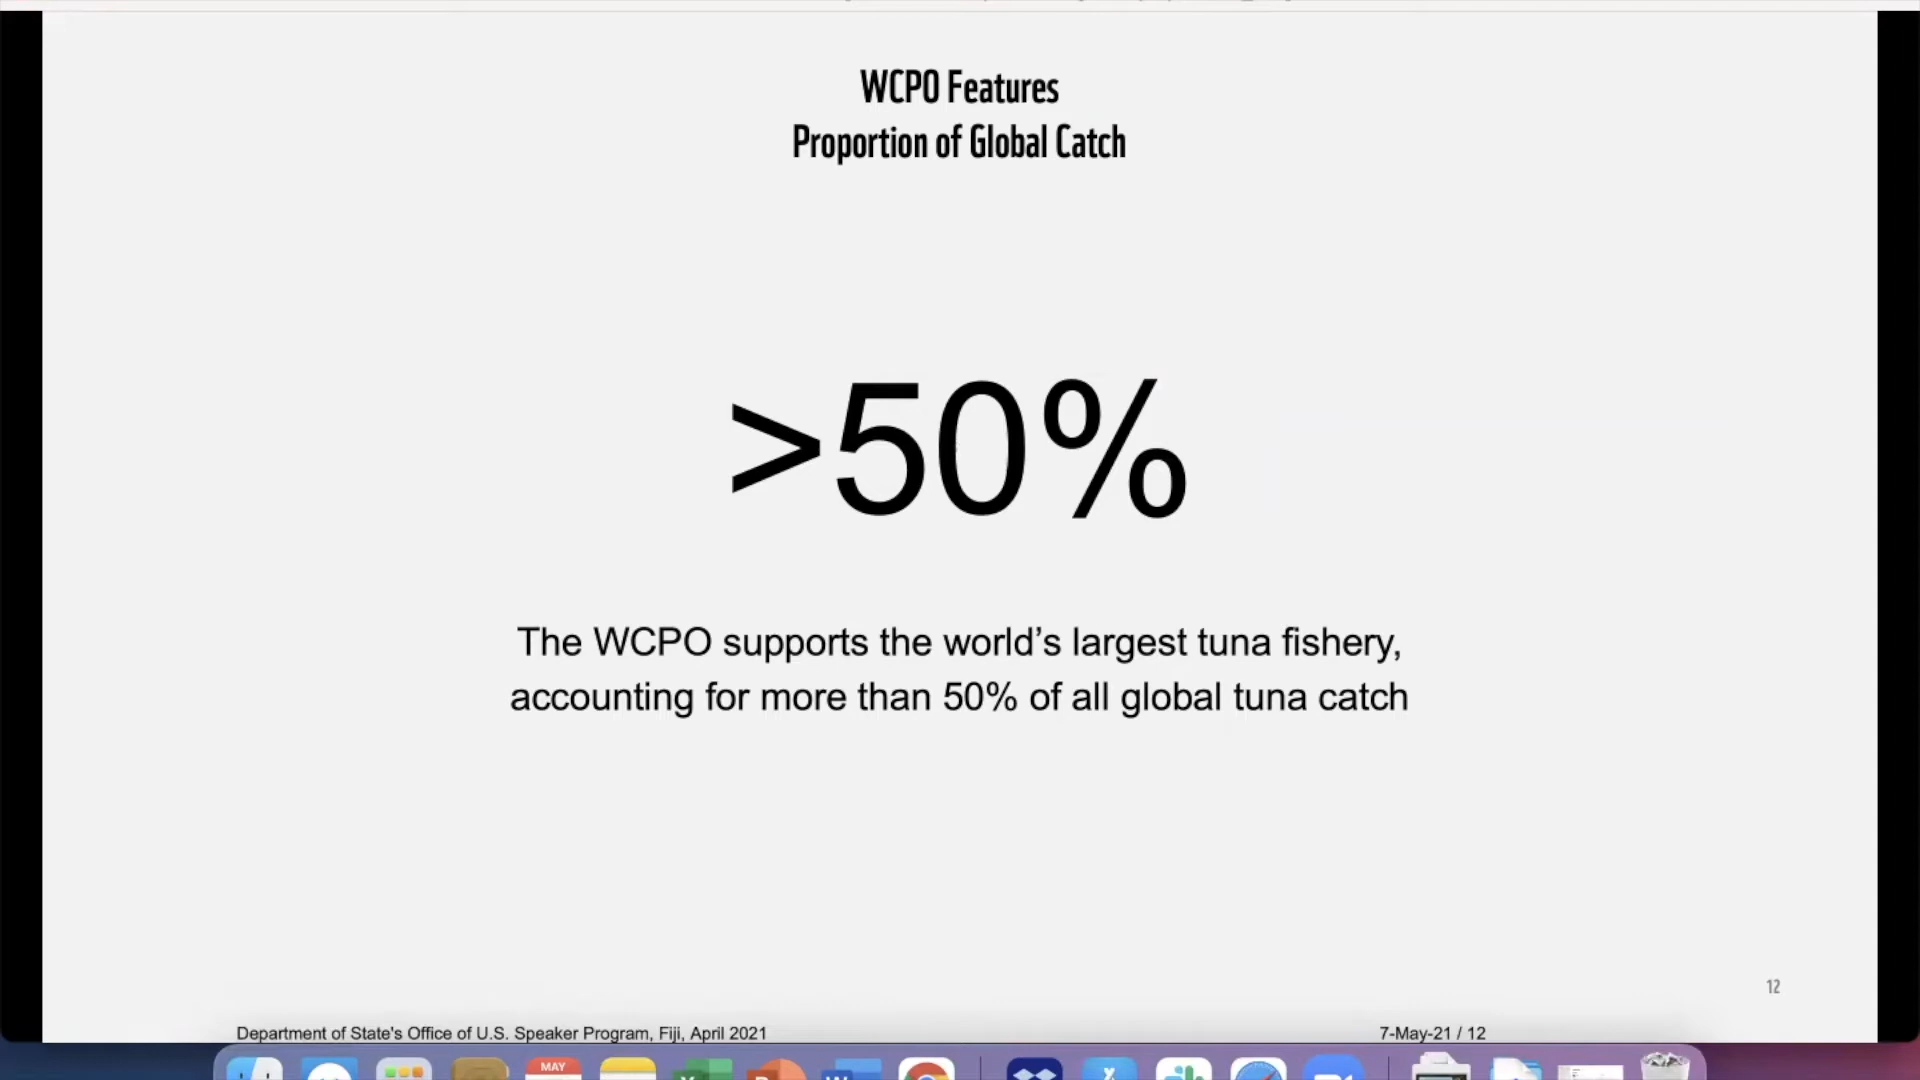 WCPO Features
Proportion of Global Catch
>50%
The WCPO supports the world’s largest tuna fishery,
accounting for more than 50% of all global tuna catch
12
Department of State's Office of U.S. Speaker Program, Fiji, April 2021
7-May-21 / 12
MAY